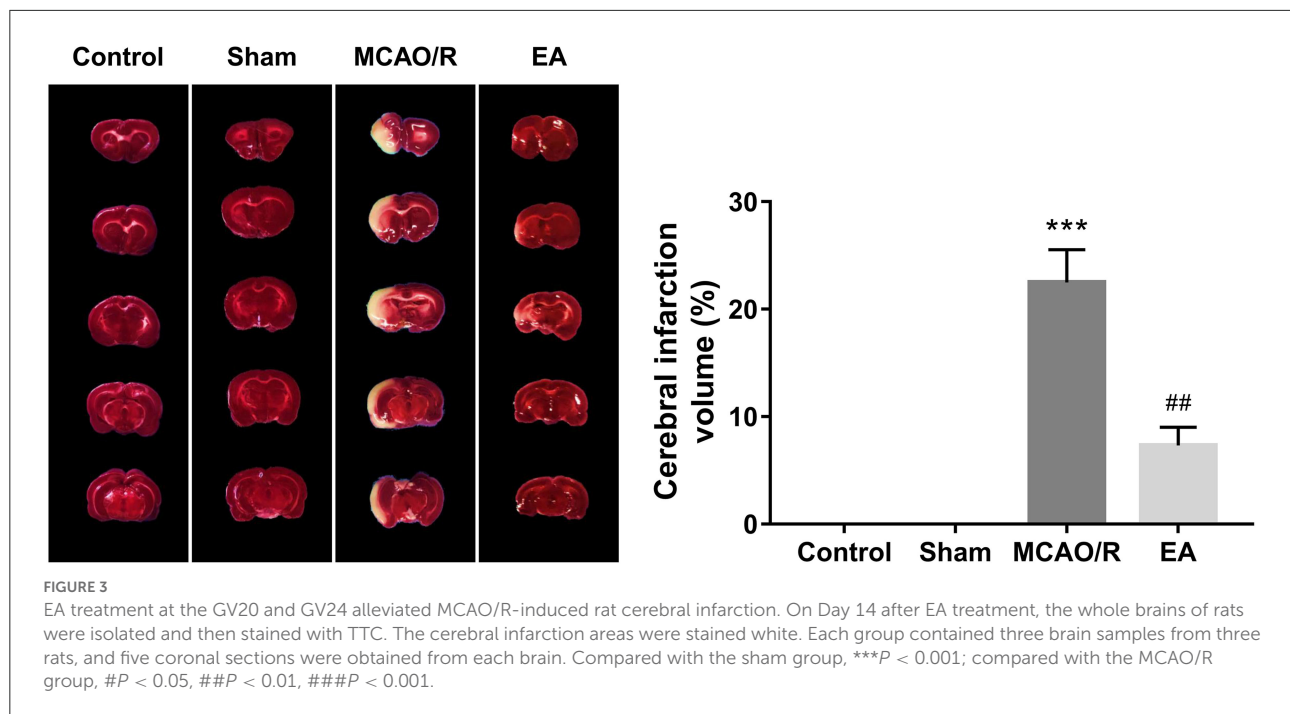 Control Sham MCAO/R EA
Cerebral infarction
volume (%)
30
20
10
0
***
##
Control Sham MCAO/R EA
FIGURE 3
EA treatment at the GV20 and GV24 alleviated MCAO/R-induced rat cerebral infarction. On Day 14 after EA treatment, the whole brains of rats
were isolated and then stained with TTC. The cerebral infarction areas were stained white. Each group contained three brain samples from three
rats, and five coronal sections were obtained from each brain. Compared with the sham group, ***P < 0.001; compared with the MCAO/R
group, #P < 0.05, ##P < 0.01, ###P < 0.001.